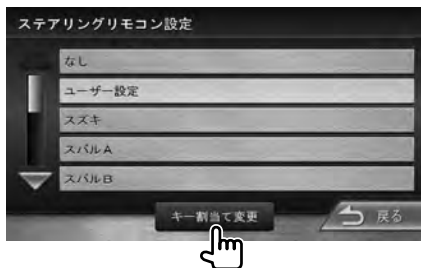 ステアリングリモコン設定
なし
ユーザー設定
スズキ
スバルA
スバルB
キー割当て変更
戻る